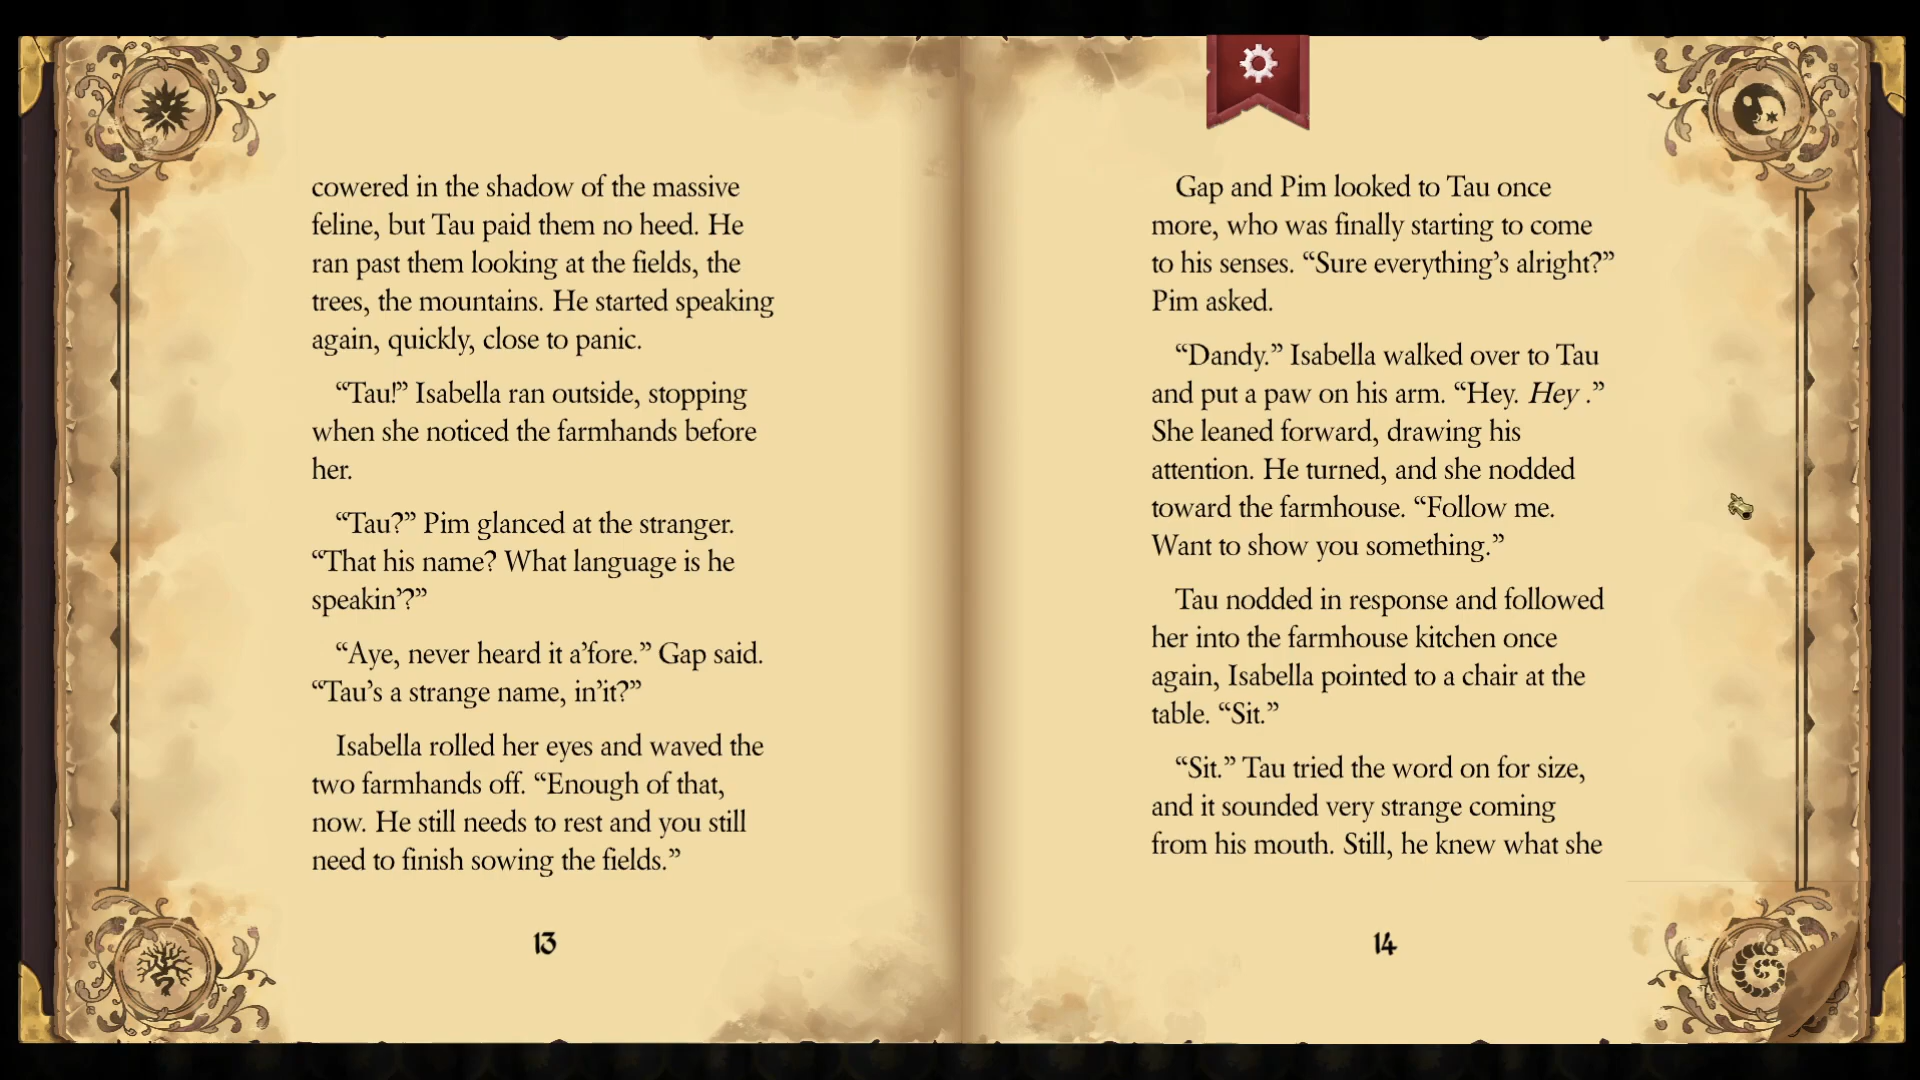 cowered in the shadow of the massive
feline, but Tau paid them no heed. He
ran past them looking at the fields, the
trees, the mountains. He started speaking
again, quickly, close to panic.
“Tau!” Isabella ran outside, stopping
when she noticed the farmhands before
her.
“Tau?” Pim glanced at the stranger.
“That his name? What language is he
speakin’?”
“Aye, never heard it a’fore.” Gap said.
“Tau’s a strange name, in’it?”
Isabella rolled her eyes and waved the
two farmhands off. “Enough of that,
now. He still needs to rest and you still
need to finish sowing the fields.”
13
Gap and Pim looked to Tau once
more, who was finally starting to come
to his senses. “Sure everything’s alright?”
Pim asked.
“Dandy.” Isabella walked over to Tau
and put a paw on his arm. “Hey. Hey .”
She leaned forward, drawing his
attention. He turned, and she nodded
toward the farmhouse. “Follow me.
Want to show you something.”
Tau nodded in response and followed
her into the farmhouse kitchen once
again, Isabella pointed to a chair at the
table. “Sit.”
“Sit.” Tau tried the word on for size,
and it sounded very strange coming
from his mouth. Still, he knew what she
14